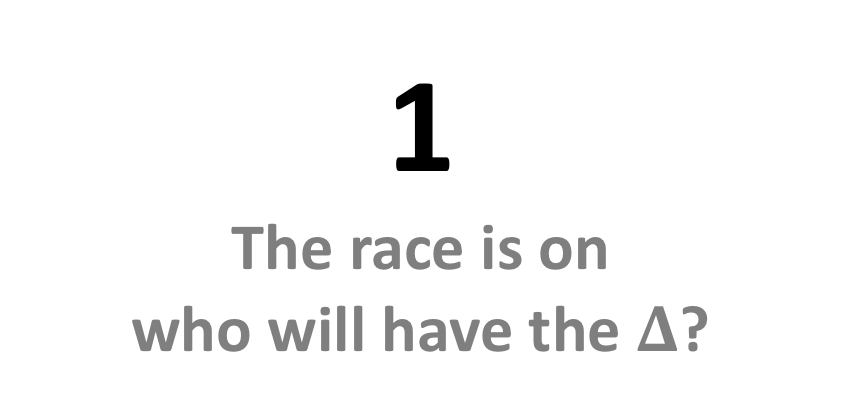 1
The race is on
who will have the Δ?